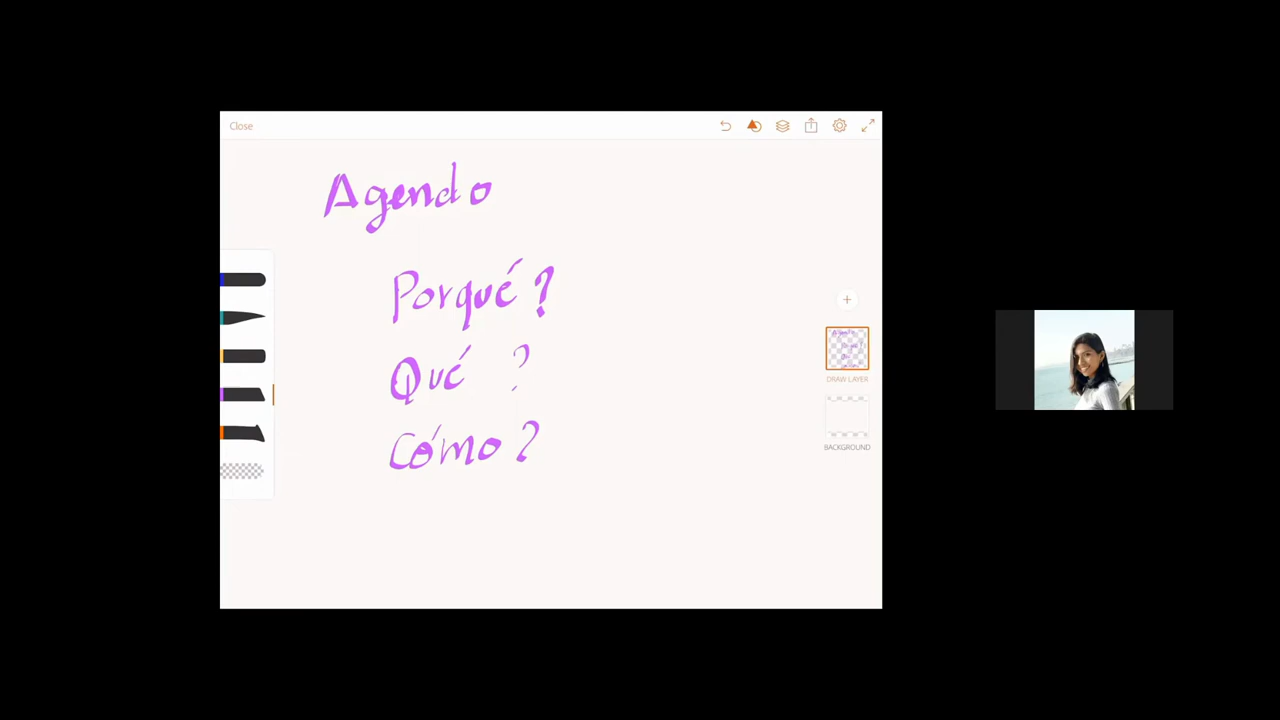 Close
Agenda
Porqué?
Qué ?
Cómo?
DRAW LAYER
BACKGROUND